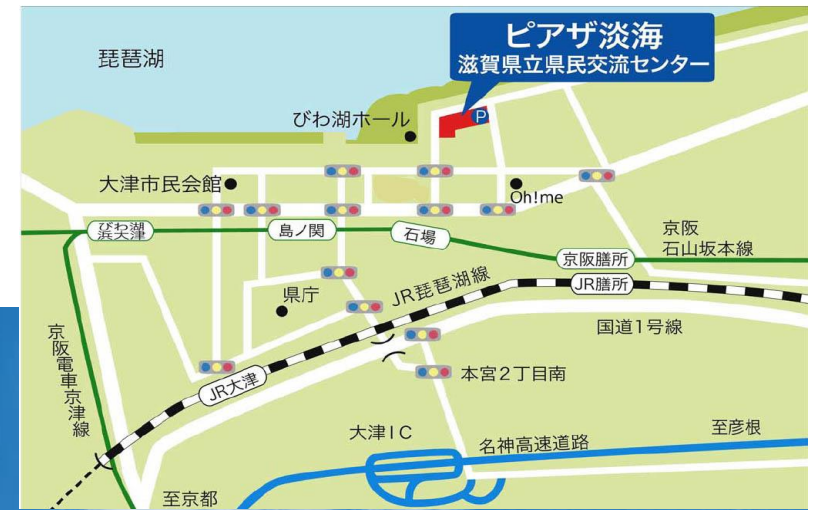 琵琶湖
ピアザ淡海
滋賀県立県民交流センター
P
びわ湖ホール
大津市民会館
Oh!me
びわ湖
浜大津
島ノ関
石場
京阪膳所
京阪
石山坂本線
県庁
JR琵琶湖線
JR膳所
国道1号線
京阪電車京津線
JR大津
本宮2丁目南
大津IC
名神高速道路
至彦根
至京都